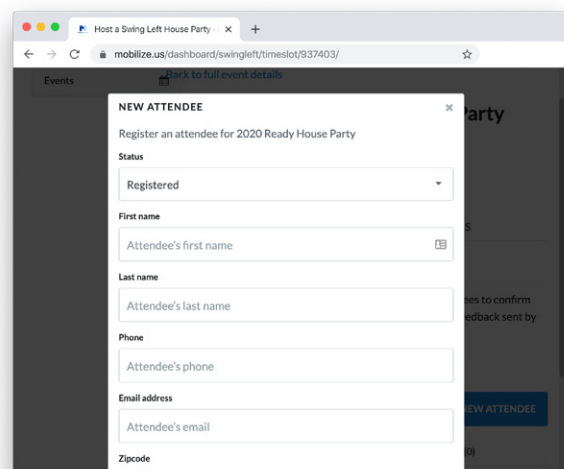 Host a Swing Left House Party ·
mobilize.us/dashboard/swingleft/timeslot/937403/
Events
Back to full event details
Party
NEW ATTENDEE
Register an attendee for 2020 Ready House Party
Status
Registered
First name
Attendee's first name
Last name
Attendee's last name
ees to confirm
edback sent by
Phone
Attendee's phone
Email address
Attendee's email
NEW ATTENDEE
Zipcode
(0)